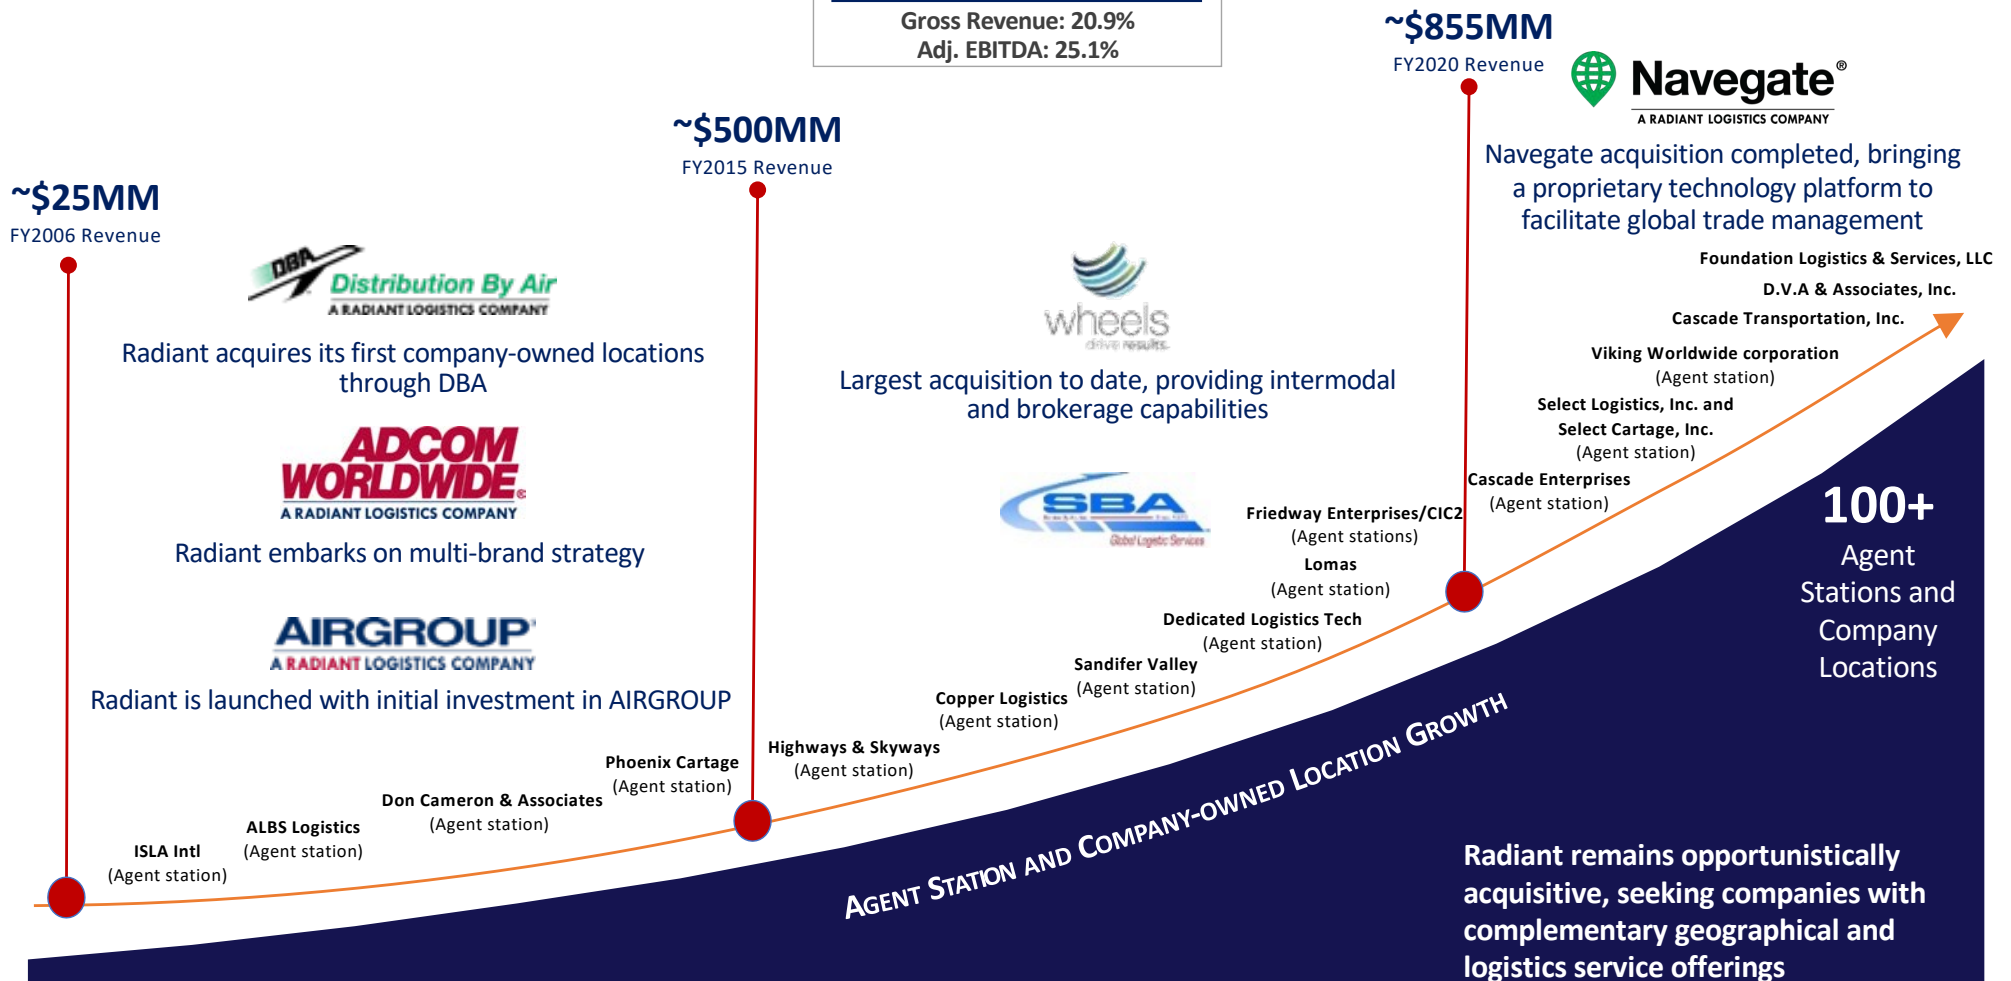 Gross Revenue: 20.9%
Adj. EBITDA: 25.1%
~$25MM
FY2006 Revenue
~$500MM
FY2015 Revenue
~$855MM
FY2020 Revenue
Navegate®
A RADIANT LOGISTICS COMPANY
Navegate acquisition completed, bringing
a proprietary technology platform to
facilitate global trade management
DBA
Distribution By Air
A RADIANT LOGISTICS COMPANY
Radiant acquires its first company-owned locations
through DBA
ADCOM
WORLDWIDE®
A RADIANT LOGISTICS COMPANY
Radiant embarks on multi-brand strategy
AIRGROUP
A RADIANT LOGISTICS COMPANY
Radiant is launched with initial investment in AIRGROUP
wheels
drive results.
Largest acquisition to date, providing intermodal
and brokerage capabilities
SBA
Global Logistic Services
ISLA Intl
(Agent station)
ALBS Logistics
(Agent station)
Don Cameron & Associates
(Agent station)
Phoenix Cartage
(Agent station)
Highways & Skyways
(Agent station)
Copper Logistics
(Agent station)
Sandifer Valley
(Agent station)
Dedicated Logistics Tech
(Agent station)
Lomas
(Agent station)
Friedway Enterprises/CIC2
(Agent stations)
Cascade Enterprises
(Agent station)
Select Logistics, Inc. and
Select Cartage, Inc.
(Agent station)
Viking Worldwide corporation
(Agent station)
Cascade Transportation, Inc.
D.V.A & Associates, Inc.
Foundation Logistics & Services, LLC
AGENT STATION AND COMPANY-OWNED LOCATION GROWTH
100+
Agent
Stations and
Company
Locations
Radiant remains opportunistically
acquisitive, seeking companies with
complementary geographical and
logistics service offerings